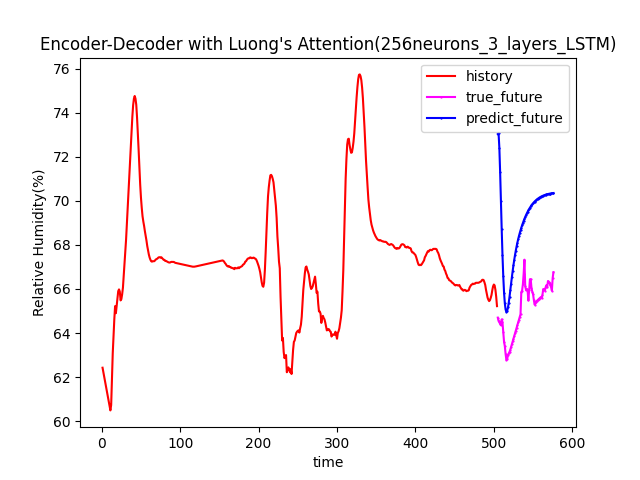 Encoder-Decoder with Luong's Attention(256neurons_3_layers_LSTM)
history
true_future
predict_future
Relative Humidity(%)
76
74
72
70
68
66
64
62
60
0 100 200 300 400 500 600
time